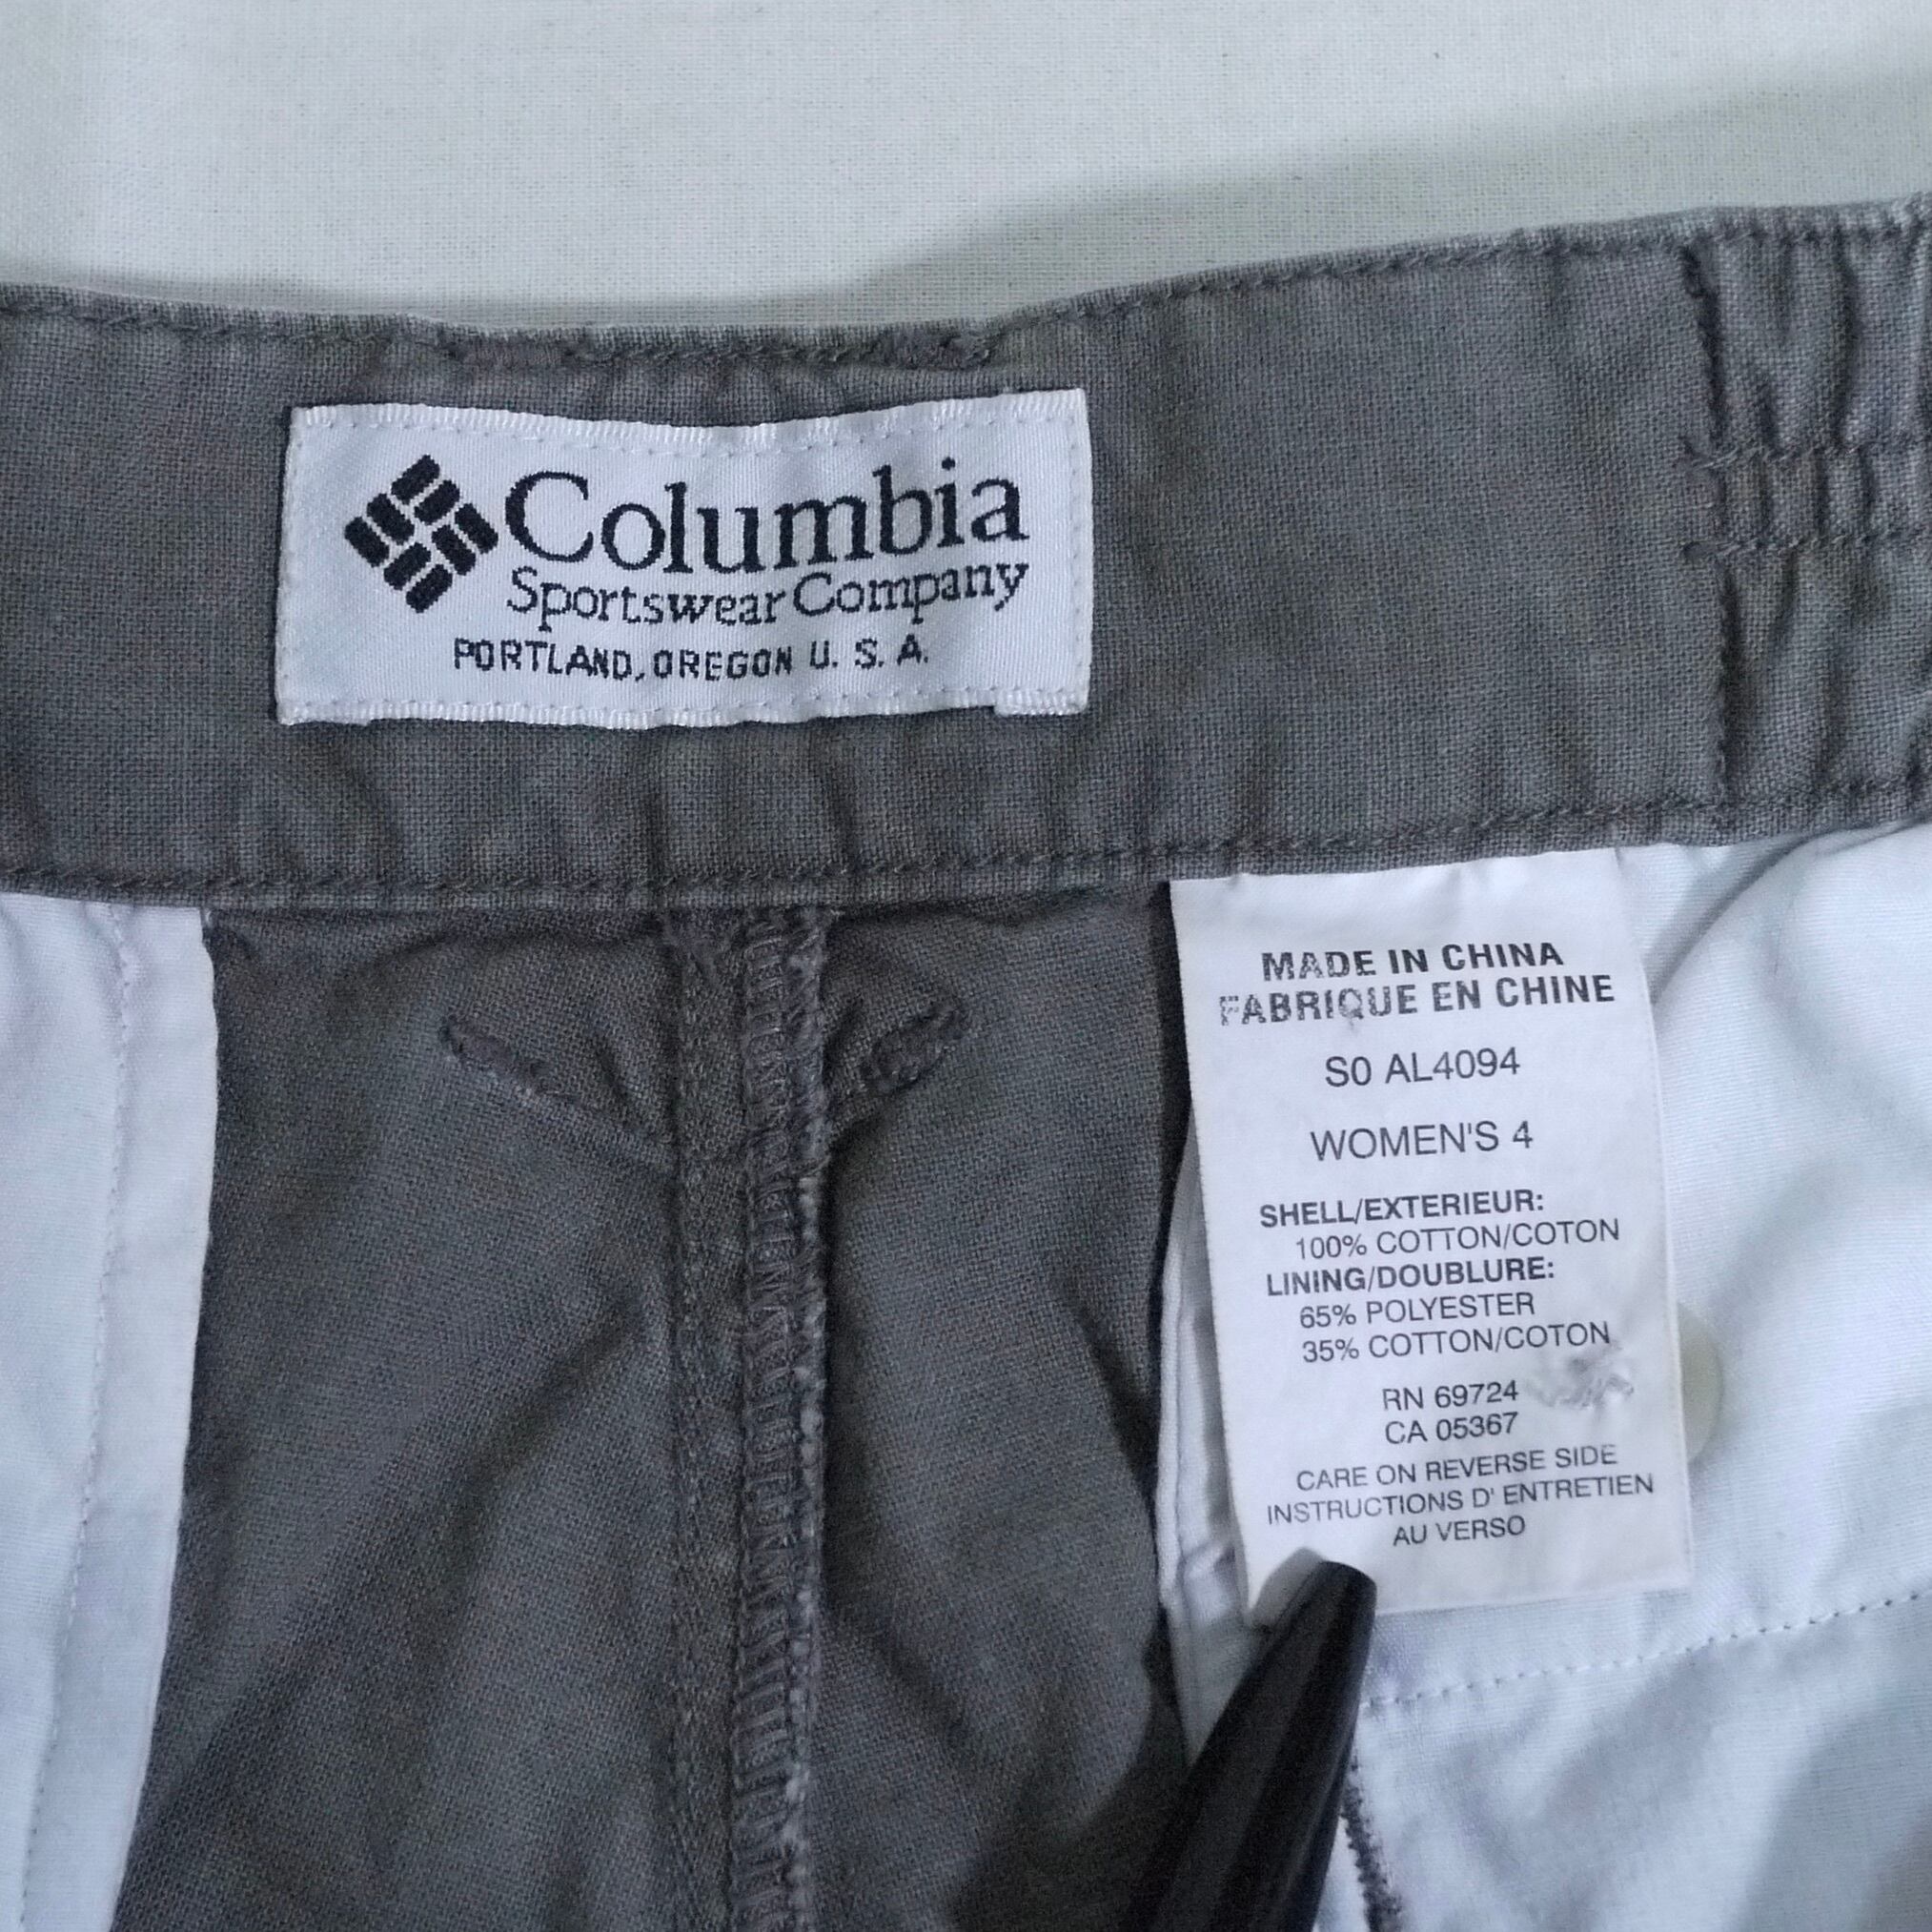 Columbia
Sportswear Company
PORTLAND, OREGON U. S. A.
MADE IN CHINA
FABRIQUE EN CHINE
S0 AL4094
WOMEN'S 4
SHELL/EXTERIEUR:
100% COTTON/COTON
LINING/DOUBLURE:
65% POLYESTER
35% COTTON/COTON
RN 69724
CA 05367
CARE ON REVERSE SIDE
INSTRUCTIONS D' ENTRETIEN
AU VERSO